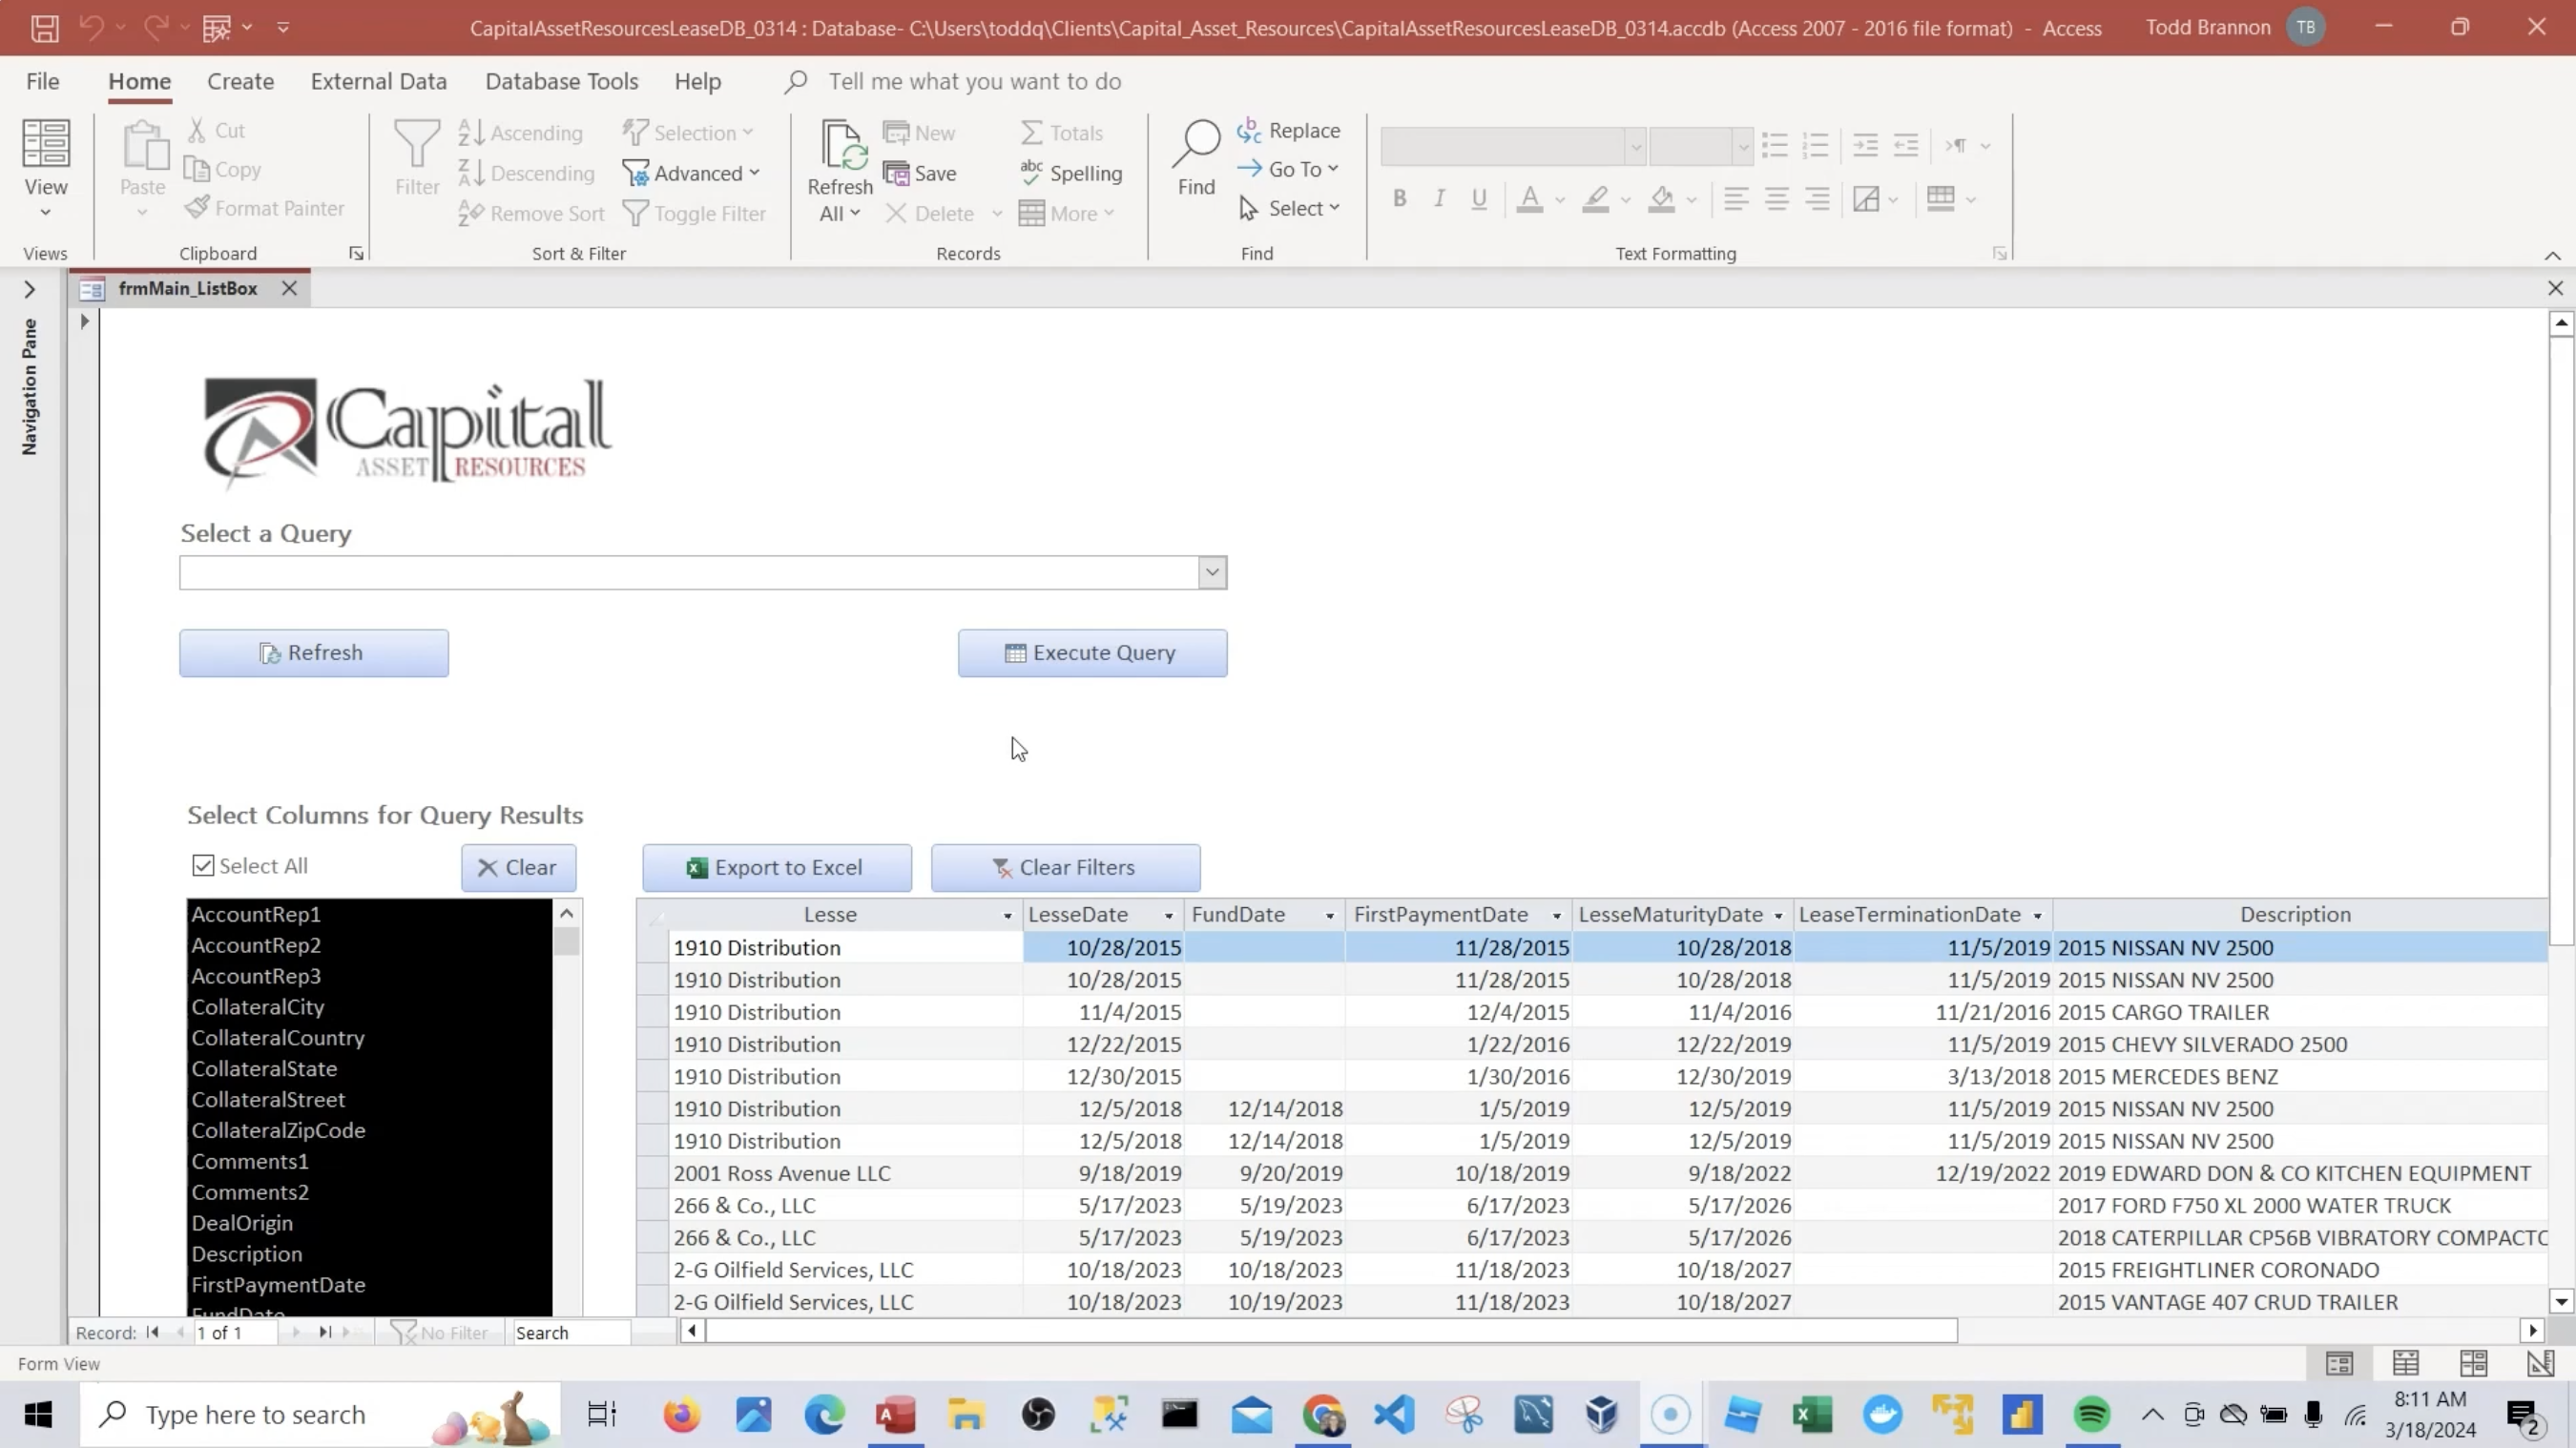 CapitalAssetResourcesLeaseDB_0314 : Database- C:\Users\toddq\Clients\Capital_Asset_Resources\CapitalAssetResourcesLeaseDB_0314.accdb (Access 2007 - 2016 file format) - Access Todd Brannon TB
File Home Create External Data Database Tools Help Tell me what you want to do
View
Views
Paste
Cut
Copy
Format Painter
Clipboard
Filter
Ascending
Descending
Remove Sort
Selection
Advanced
Toggle Filter
Sort & Filter
Refresh
All
New
Save
Delete
Totals
Spelling
More
Records
Find
Replace
Go To
Select
Find
B I U A
Text Formatting
Navigation Pane
frmMain_ListBox
Capital
ASSET RESOURCES
Select a Query
Refresh Execute Query
Select Columns for Query Results
Select All Clear Export to Excel Clear Filters
AccountRep1
AccountRep2
AccountRep3
CollateralCity
CollateralCountry
CollateralState
CollateralStreet
CollateralZipCode
Comments1
Comments2
DealOrigin
Description
FirstPaymentDate
FundDate
Lesse LesseDate FundDate FirstPaymentDate LesseMaturityDate LeaseTerminationDate Description
1910 Distribution 10/28/2015 11/28/2015 10/28/2018 11/5/2019 2015 NISSAN NV 2500
1910 Distribution 10/28/2015 11/28/2015 10/28/2018 11/5/2019 2015 NISSAN NV 2500
1910 Distribution 11/4/2015 12/4/2015 11/4/2016 11/21/2016 2015 CARGO TRAILER
1910 Distribution 12/22/2015 1/22/2016 12/22/2019 11/5/2019 2015 CHEVY SILVERADO 2500
1910 Distribution 12/30/2015 1/30/2016 12/30/2019 3/13/2018 2015 MERCEDES BENZ
1910 Distribution 12/5/2018 12/14/2018 1/5/2019 12/5/2019 11/5/2019 2015 NISSAN NV 2500
1910 Distribution 12/5/2018 12/14/2018 1/5/2019 12/5/2019 11/5/2019 2015 NISSAN NV 2500
2001 Ross Avenue LLC 9/18/2019 9/20/2019 10/18/2019 9/18/2022 12/19/2022 2019 EDWARD DON & CO KITCHEN EQUIPMENT
266 & Co., LLC 5/17/2023 5/19/2023 6/17/2023 5/17/2026 2017 FORD F750 XL 2000 WATER TRUCK
266 & Co., LLC 5/17/2023 5/19/2023 6/17/2023 5/17/2026 2018 CATERPILLAR CP56B VIBRATORY COMPACTO
2-G Oilfield Services, LLC 10/18/2023 10/18/2023 11/18/2023 10/18/2027 2015 FREIGHTLINER CORONADO
2-G Oilfield Services, LLC 10/18/2023 10/19/2023 11/18/2023 10/18/2027 2015 VANTAGE 407 CRUD TRAILER
Record: 1 of 1 No Filter Search
Form View
Type here to search
8:11 AM
3/18/2024
2